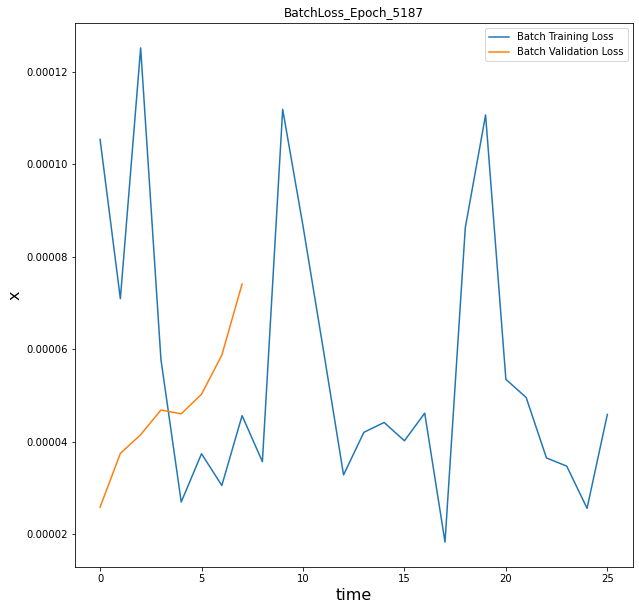 BatchLoss_Epoch_5187
Batch Training Loss
Batch Validation Loss
0.00012
0.00010
0.00008
0.00006
0.00004
0.00002
x
0 5 10 15 20 25
time